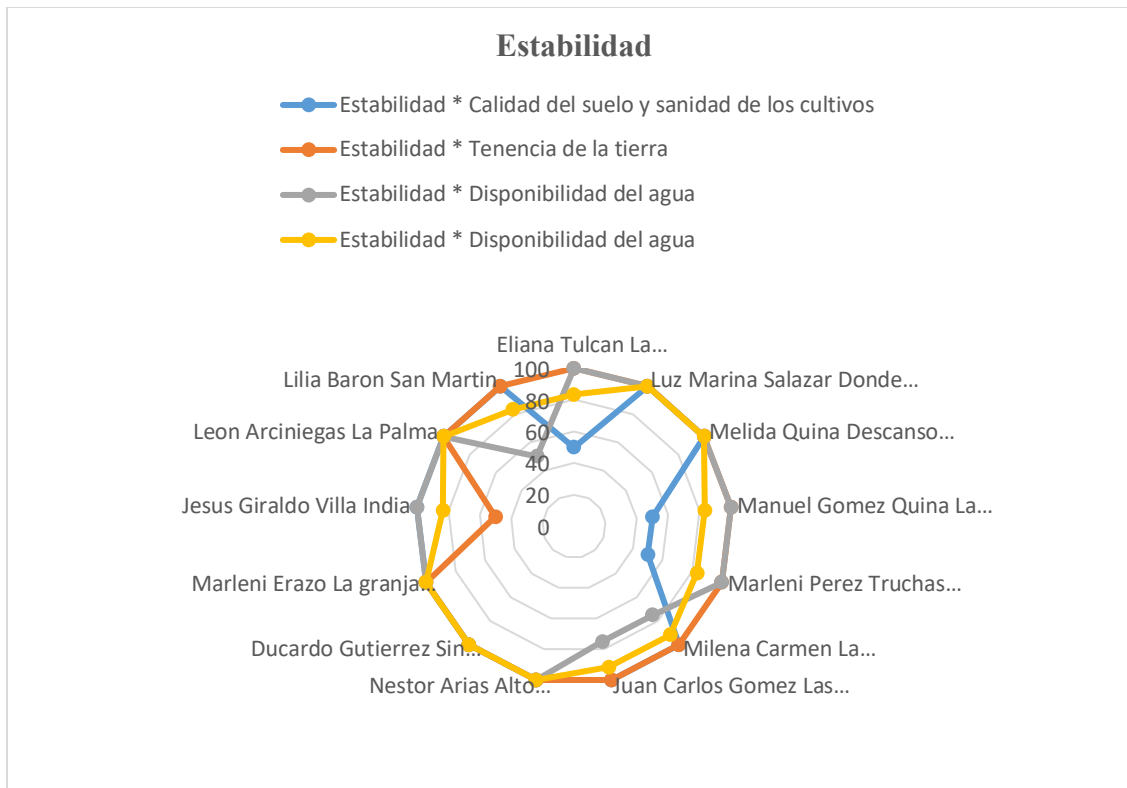 Estabilidad
Estabilidad * Calidad del suelo y sanidad de los cultivos
Estabilidad * Tenencia de la tierra
Estabilidad * Disponibilidad del agua
Estabilidad * Disponibilidad del agua
Eliana Tulcan La...
Luz Marina Salazar Donde...
Melida Quina Descanso...
Manuel Gomez Quina La...
Marleni Perez Truchas...
Milena Carmen La...
Juan Carlos Gomez Las...
Nestor Arias Alto...
Ducardo Gutierrez Sin...
Marleni Erazo La granja...
Jesus Giraldo Villa India
Leon Arciniegas La Palma
Lilia Baron San Martin
100
80
60
40
20
0